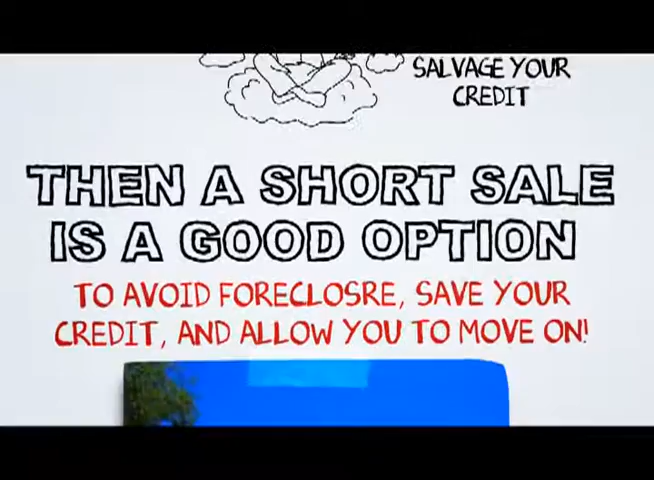 SALVAGE YOUR
CREDIT
THEN A SHORT SALE
IS A GOOD OPTION
TO AVOID FORECLOSRE, SAVE YOUR
CREDIT, AND ALLOW YOU TO MOVE ON!